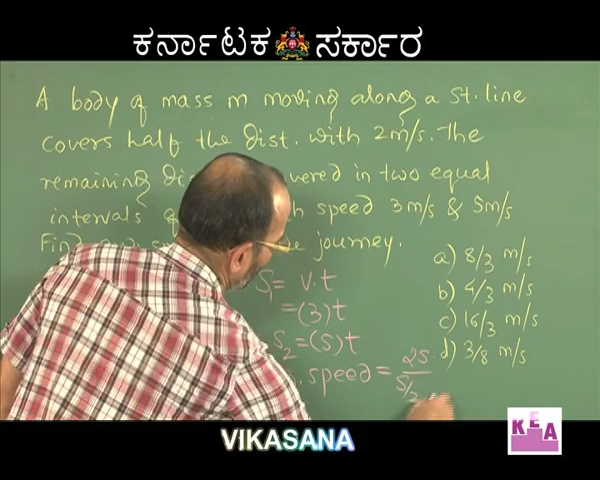 ಕರ್ನಾಟಕ ಸರ್ಕಾರ
A body of mass m moving along a st. line
covers half the dist. with 2m/s. The
remaining di vered in two equal
intervals speed 3m/s & 5m/s
journey.
a) 8/3 m/s
b) 4/3 m/s
c) 16/3 m/s
d) 3/8 m/s
S1 = v.t
= (3)t
S2 = (5)t
speed = 2S
S/2
VIKASANA
KEA